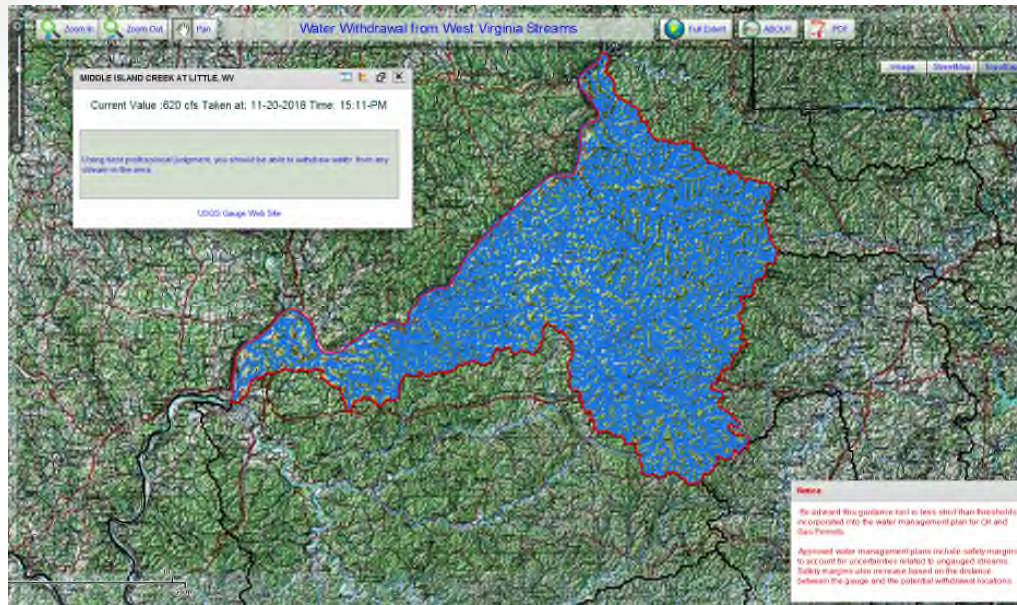 Zoom In Zoom Out Pan Water Withdrawal from West Virginia Streams Full Extent ABOUT PDF
Image StreetMap
MIDDLE ISLAND CREEK AT LITTLE, WV
Current Value :620 cfs Taken at: 11-20-2018 Time: 15:11-PM
Using best professional judgment, you should be able to withdraw water from any
stream in the area.
USGS Gauge Web Site
Notice
Be advised this guidance tool is less strict than thresholds
incorporated into the water management plan for Oil and
Gas Permits.
Approved water management plans include safety margins
to account for uncertainties related to ungauged streams.
Safety margins also increase based on the distance
between the gauge and the potential withdrawal locations.